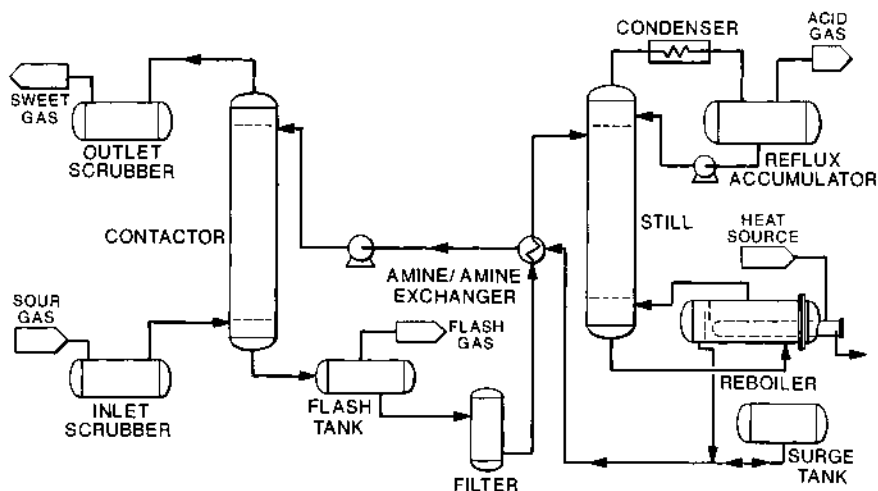 CONDENSER
ACID
GAS
SWEET
GAS
OUTLET
SCRUBBER
REFLUX
ACCUMULATOR
CONTACTOR
STILL
HEAT
SOURCE
AMINE/AMINE
EXCHANGER
SOUR
GAS
FLASH
GAS
INLET
SCRUBBER
FLASH
TANK
REBOILER
FILTER
SURGE
TANK